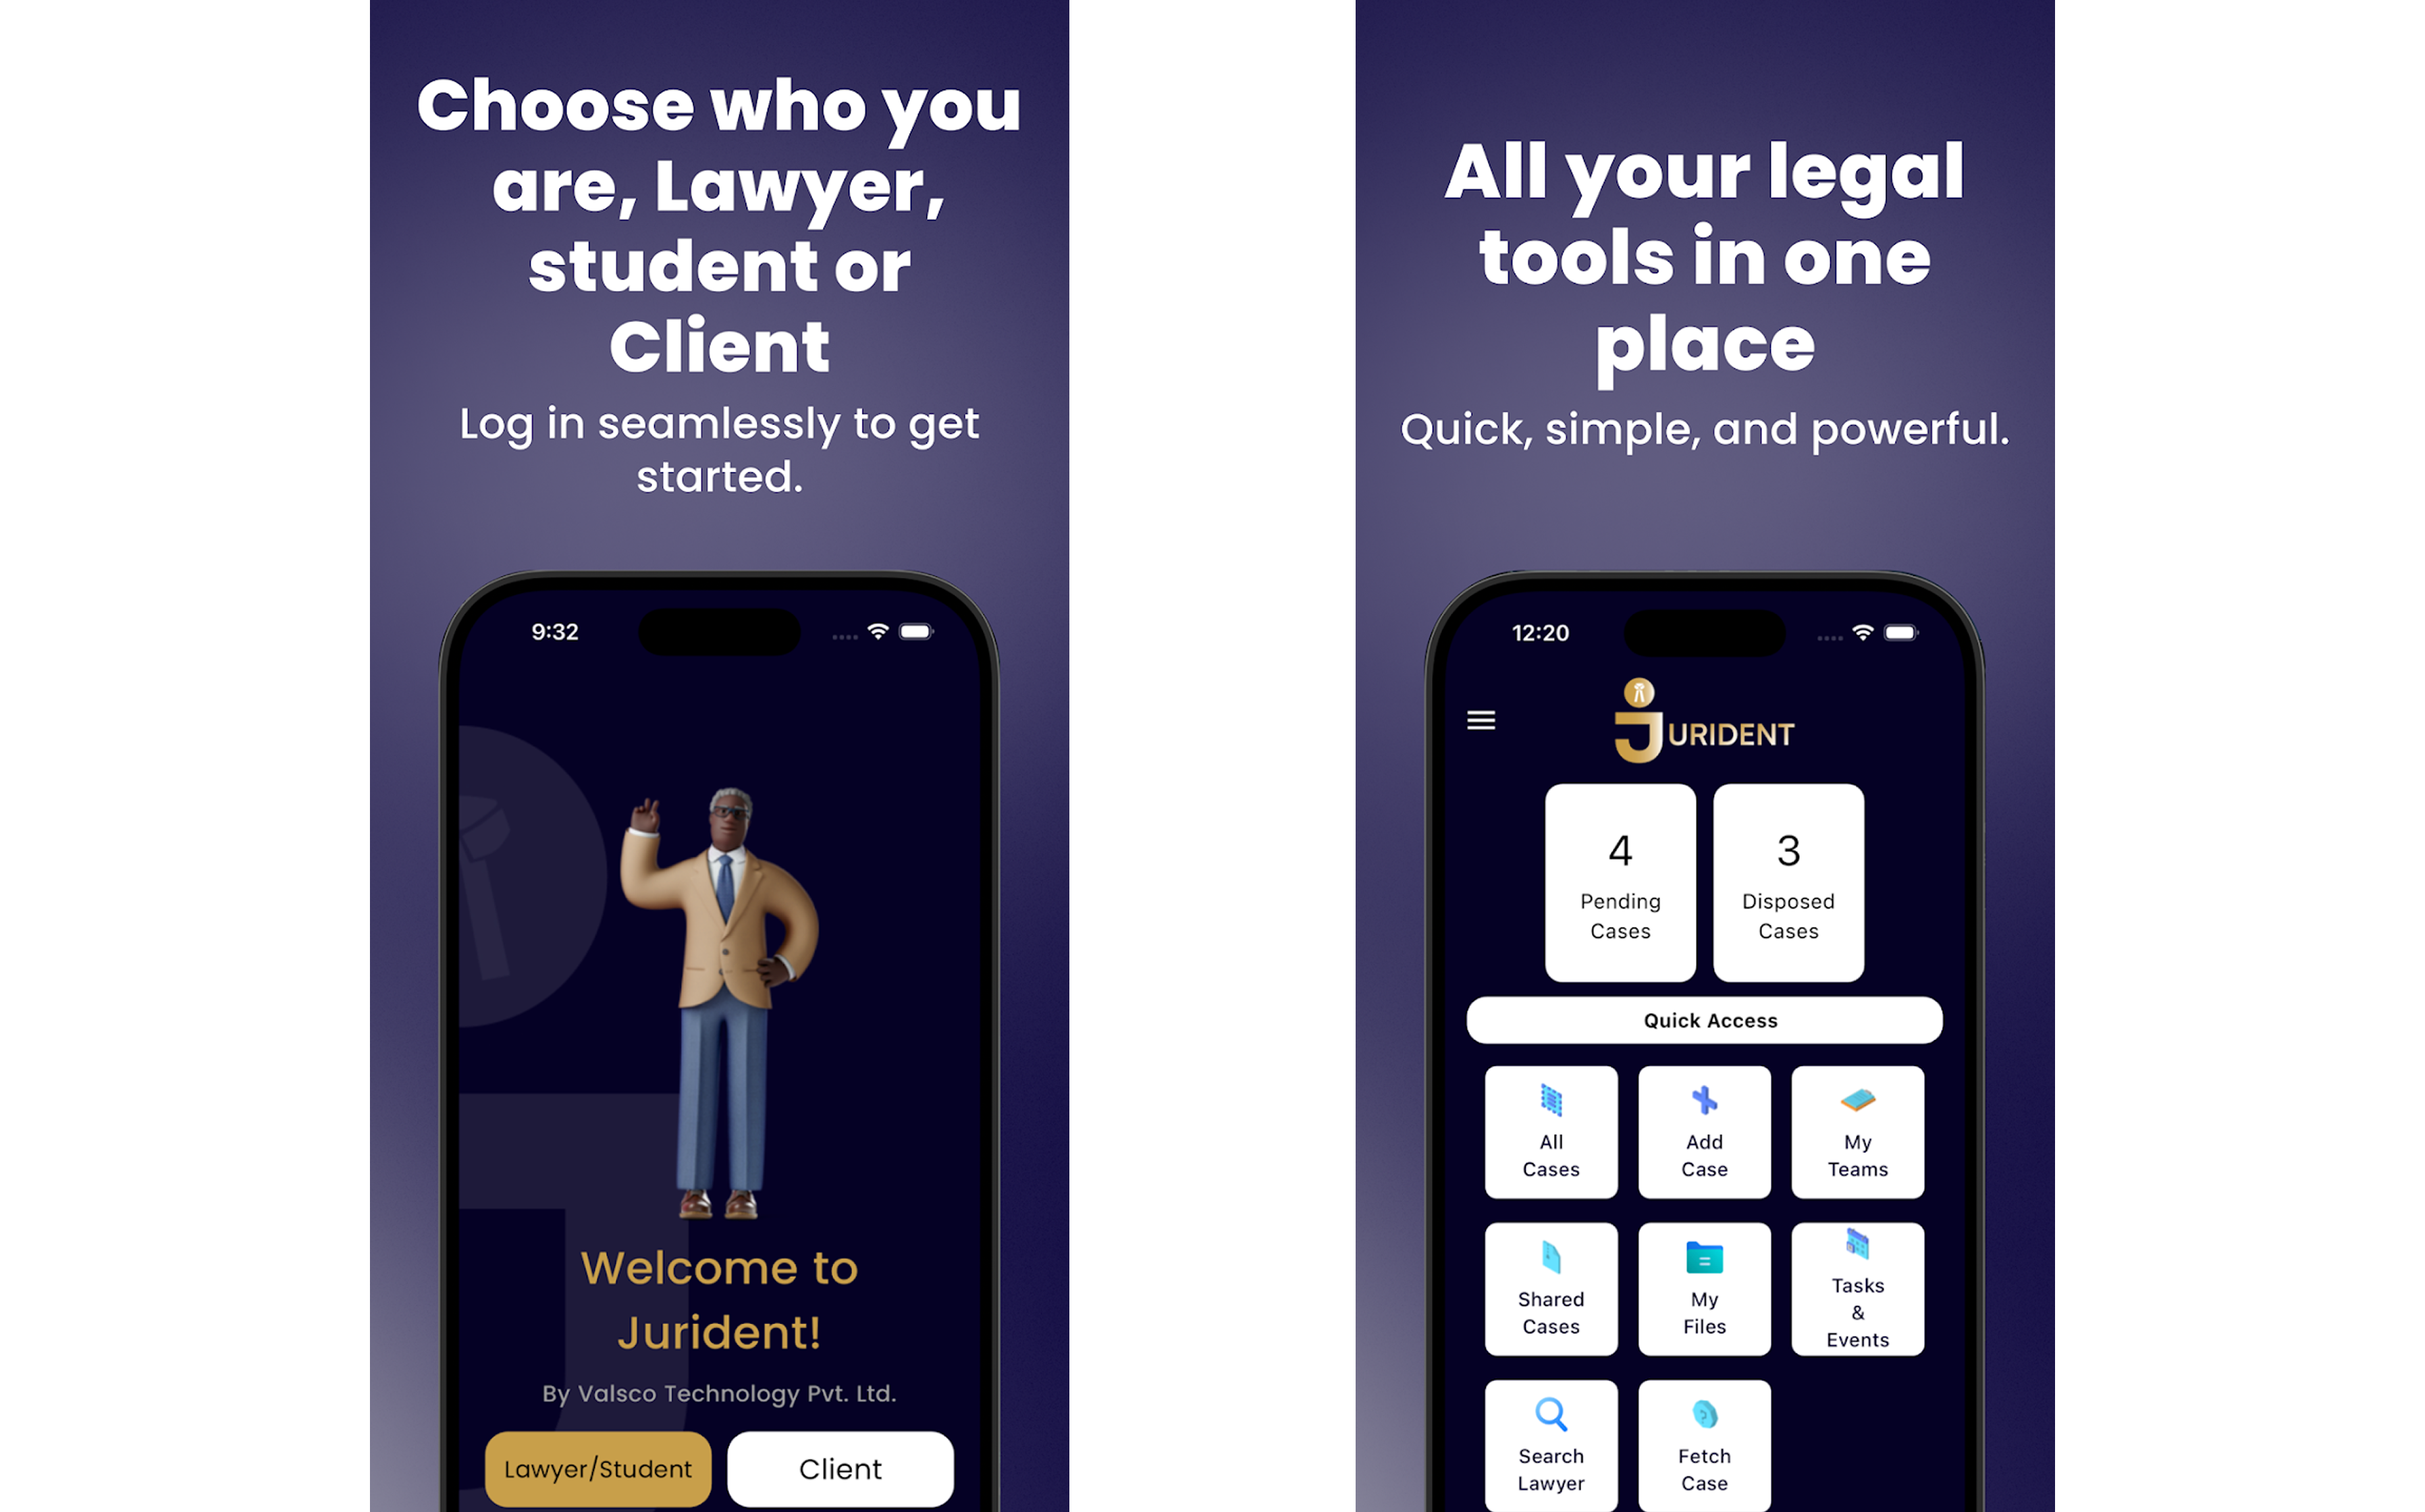 Choose who you
are, Lawyer,
student or
Client
Log in seamlessly to get
started.
9:32
Welcome to
Jurident!
By Valsco Technology Pvt. Ltd.
Lawyer/Student
Client
All your legal
tools in one
place
Quick, simple, and powerful.
12:20
JURIDENT
4
Pending
Cases
3
Disposed
Cases
Quick Access
All
Cases
Add
Case
My
Teams
Shared
Cases
My
Files
Tasks
&
Events
Search
Lawyer
Fetch
Case